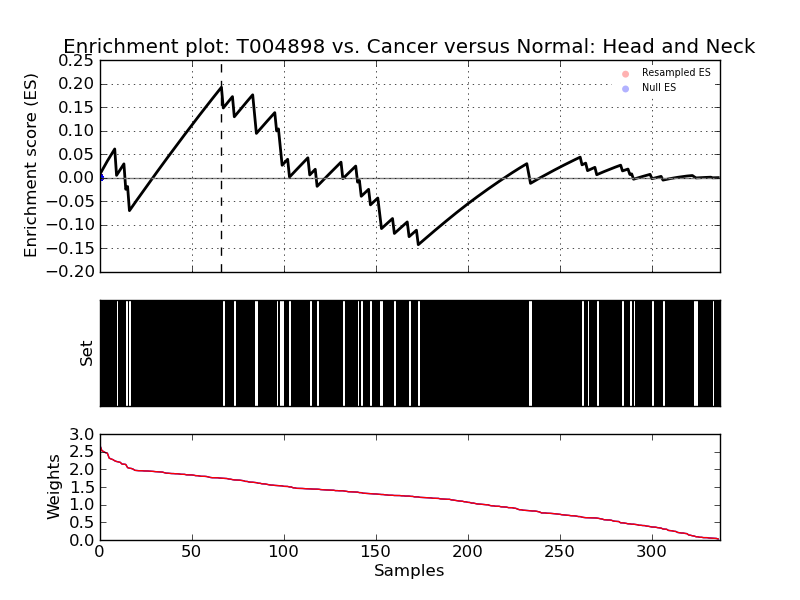 Enrichment plot: T004898 vs. Cancer versus Normal: Head and Neck
Enrichment score (ES)
0.25
0.20
0.15
0.10
0.05
0.00
−0.05
−0.10
−0.15
−0.20
Resampled ES
Null ES
Set
Weights
3.0
2.5
2.0
1.5
1.0
0.5
0.0
0 50 100 150 200 250 300
Samples